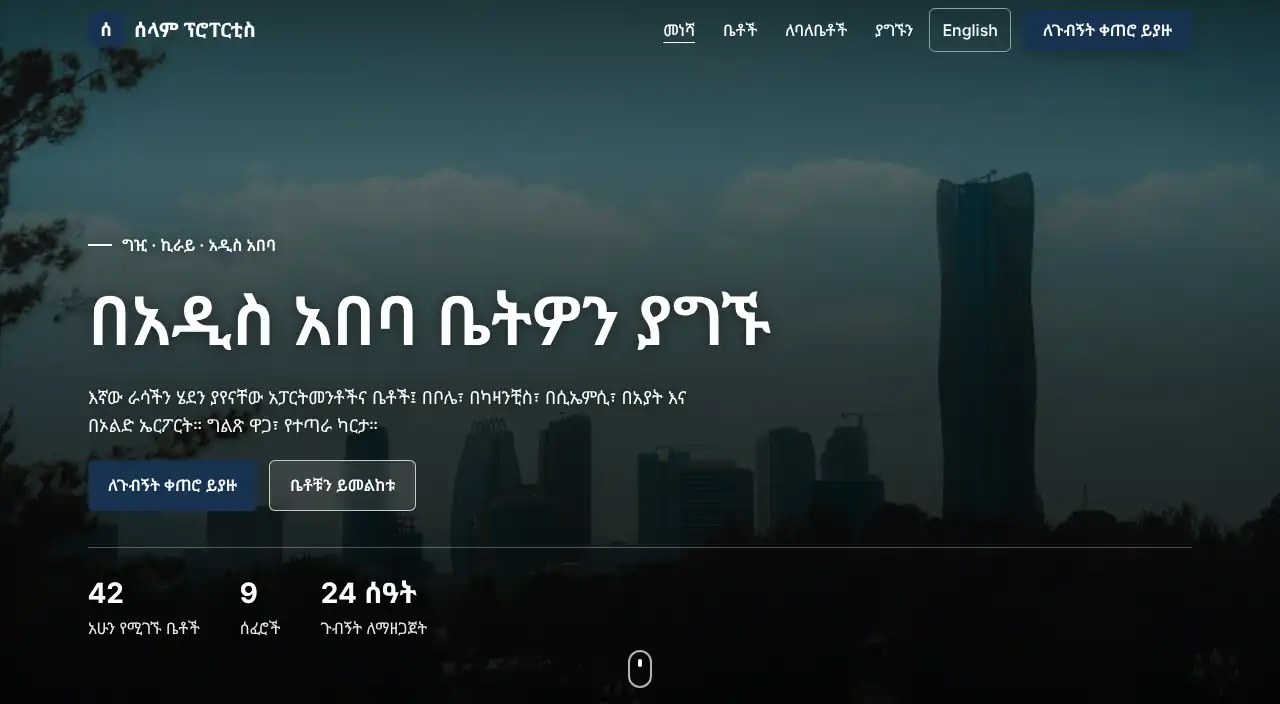 ሰ ሰላም ፕሮፐርቲስ
መነሻ ቤቶች ለባለቤቶች ያግኙን English ለጉብኝት ቀጠሮ ይያዙ
ግዢ · ኪራይ · አዲስ አበባ
በአዲስ አበባ ቤትዎን ያግኙ
እኛው ራሳችን ሄደን ያየናቸው አፓርትመንቶችና ቤቶች፤ በቦሌ፣ በካዛንቺስ፣ በሲኤምሲ፣ በአያት እና
በኦልድ ኤርፖርት። ግልጽ ዋጋ፣ የተጣራ ካርታ።
ለጉብኝት ቀጠሮ ይያዙ ቤቶቹን ይመልከቱ
42 9 24 ሰዓት
አሁን የሚገኙ ቤቶች ሰፈሮች ጉብኝት ለማዘጋጀት